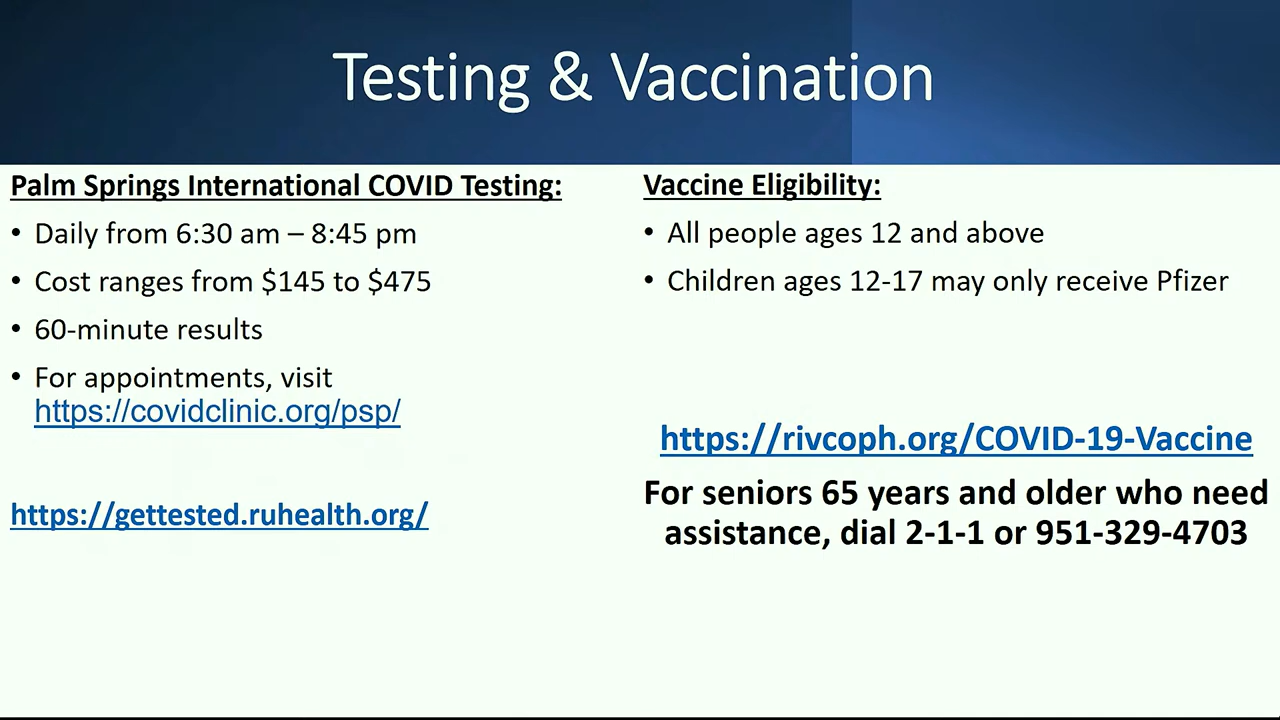 Testing & Vaccination
Palm Springs International COVID Testing:
• Daily from 6:30 am – 8:45 pm
• Cost ranges from $145 to $475
• 60-minute results
• For appointments, visit
https://covidclinic.org/psp/
https://gettested.ruhealth.org/
Vaccine Eligibility:
• All people ages 12 and above
• Children ages 12-17 may only receive Pfizer
https://rivcoph.org/COVID-19-Vaccine
For seniors 65 years and older who need
assistance, dial 2-1-1 or 951-329-4703